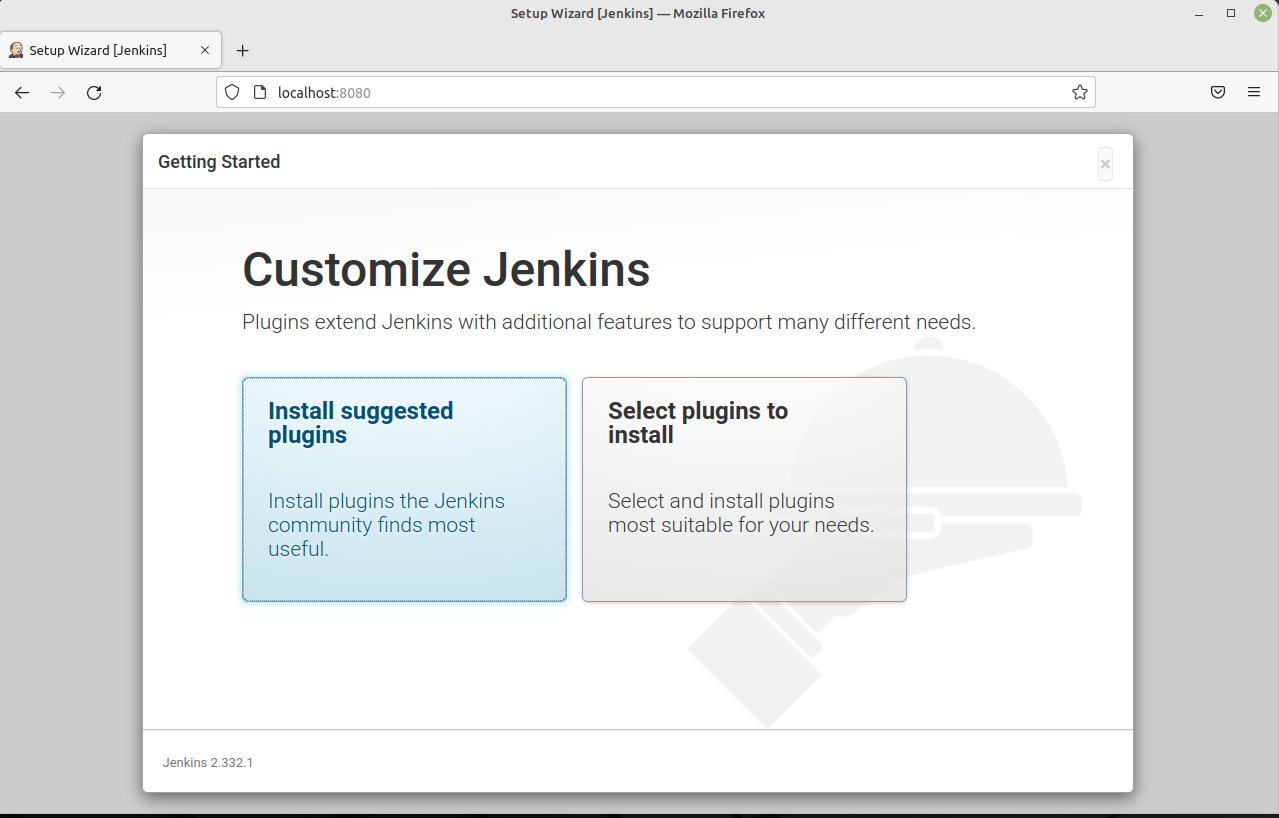 Setup Wizard [Jenkins] — Mozilla Firefox
Setup Wizard [Jenkins]
localhost:8080
Getting Started
Customize Jenkins
Plugins extend Jenkins with additional features to support many different needs.
Install suggested
plugins
Install plugins the Jenkins
community finds most
useful.
Select plugins to
install
Select and install plugins
most suitable for your needs.
Jenkins 2.332.1